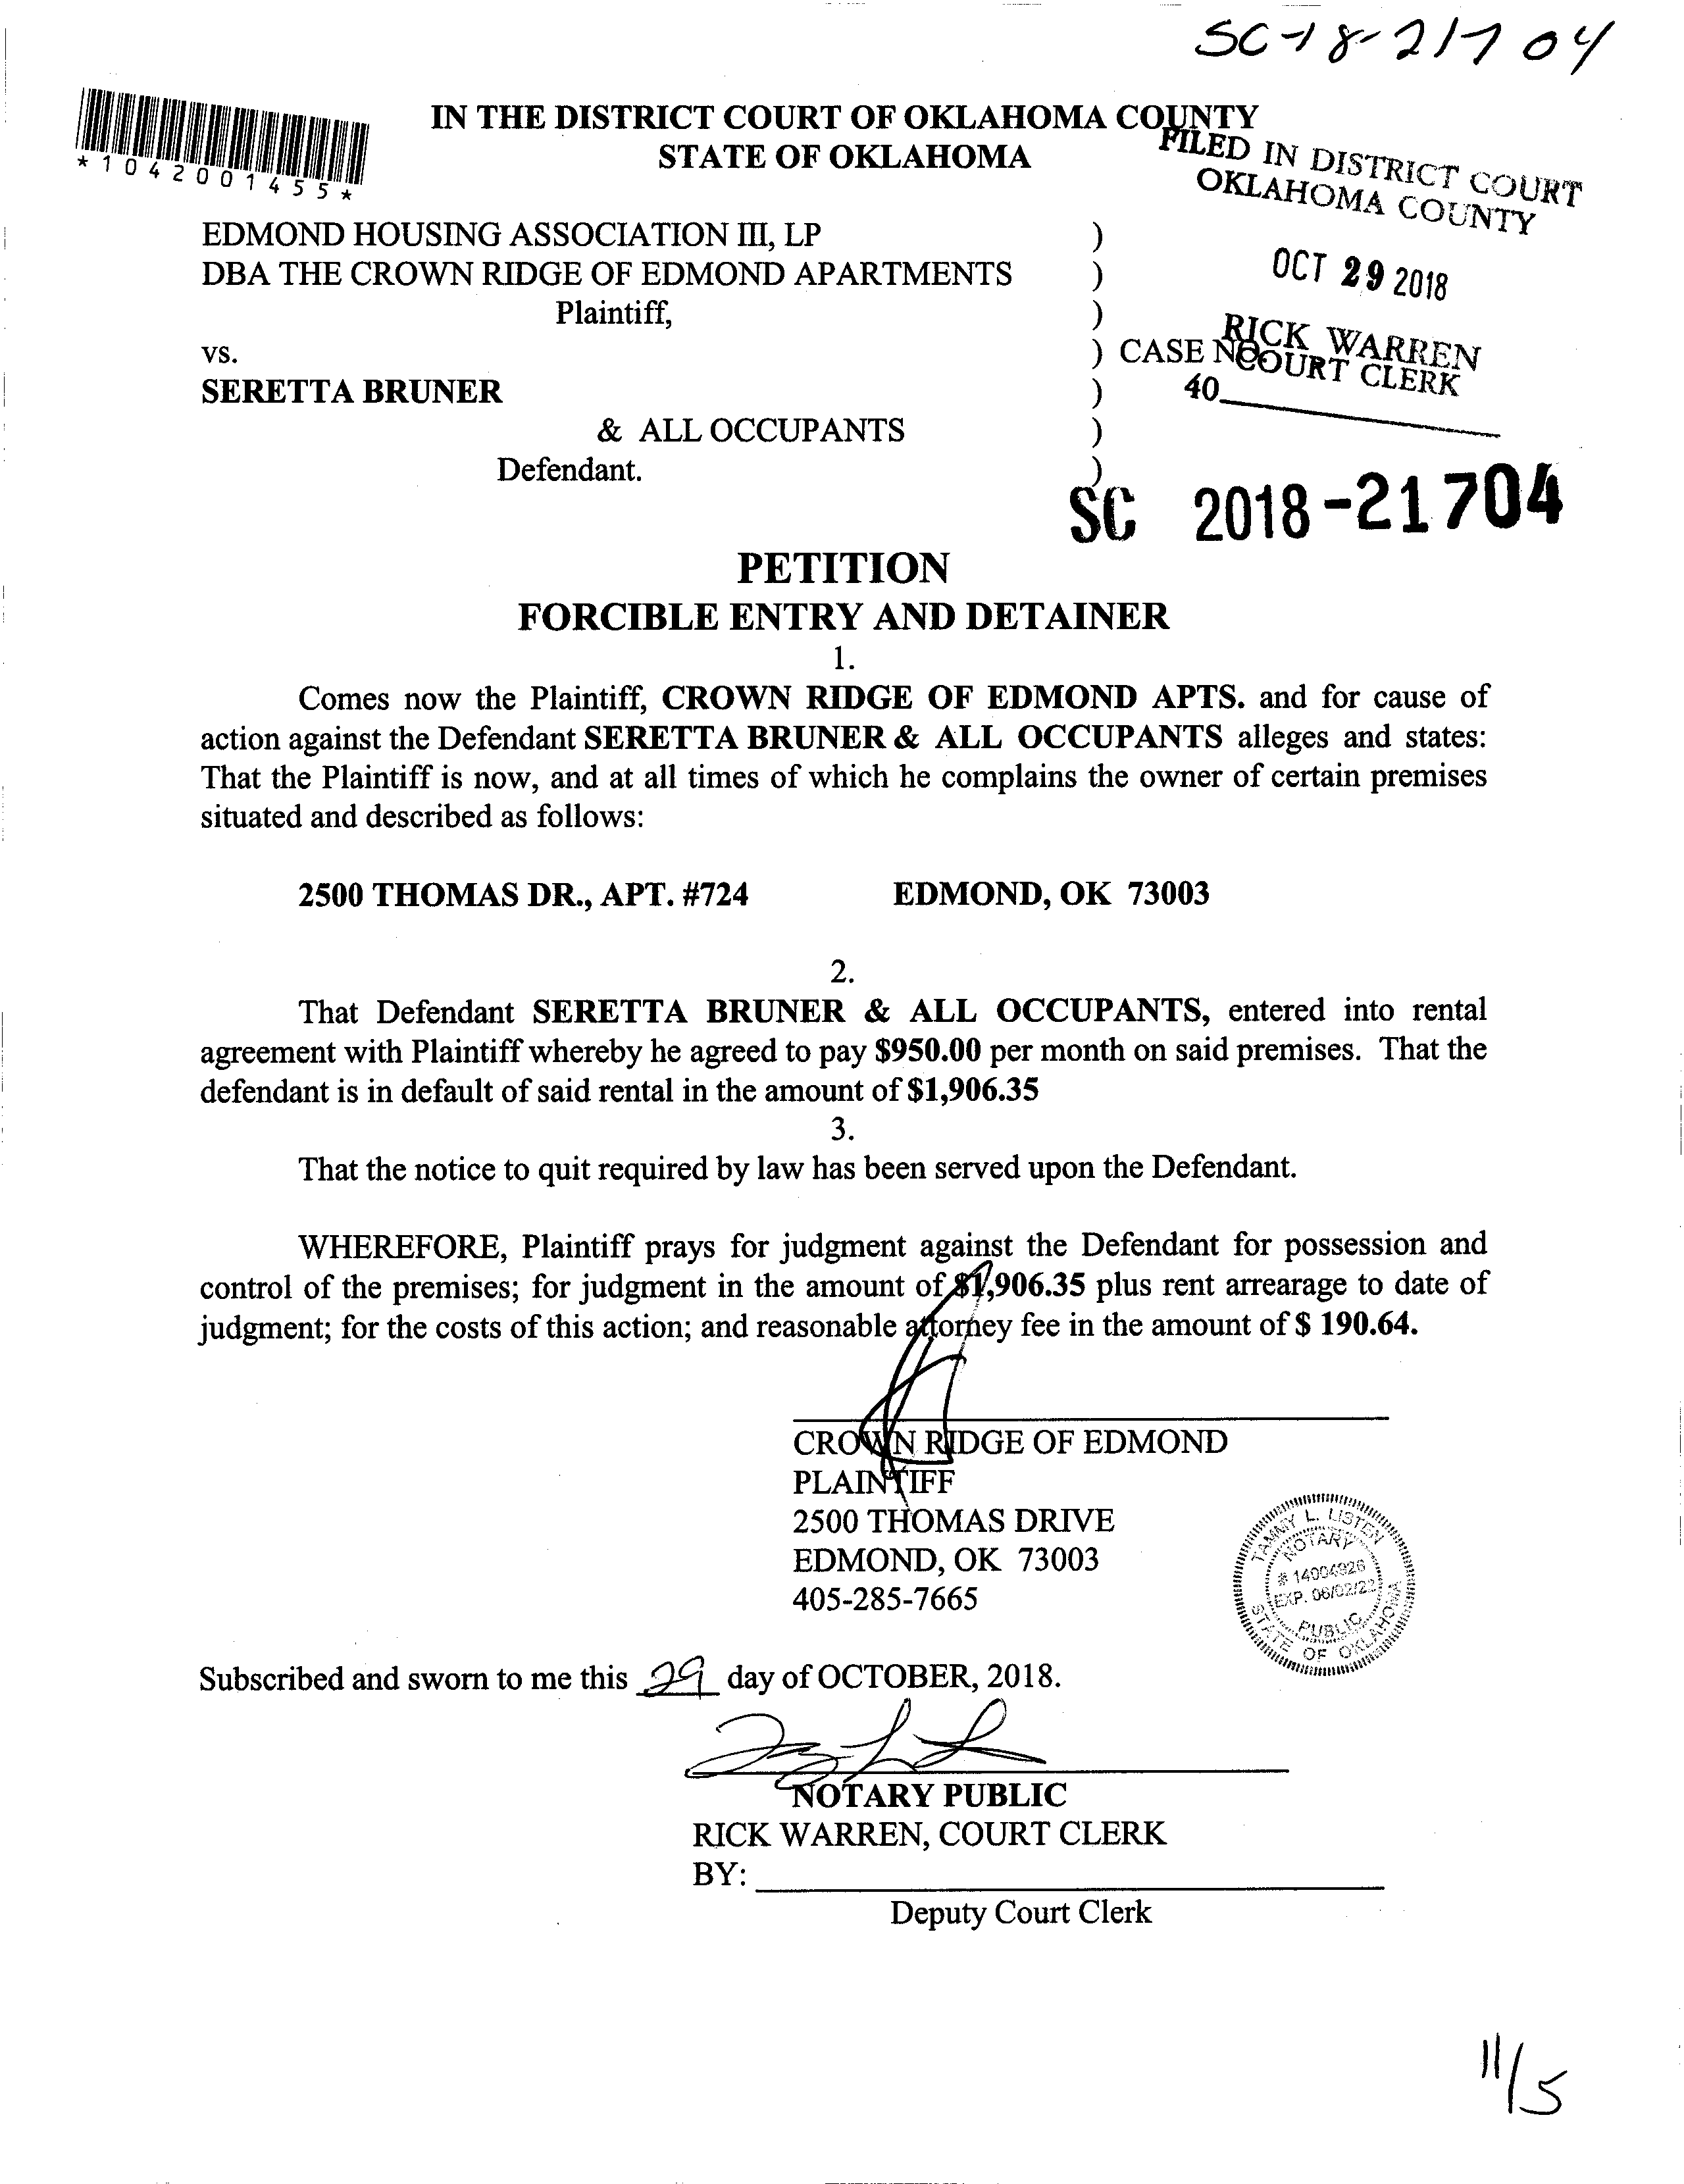 SC-18-21704
*1042001455*
IN THE DISTRICT COURT OF OKLAHOMA COUNTY
STATE OF OKLAHOMA
FILED IN DISTRICT COURT
OKLAHOMA COUNTY
OCT 29 2018
RICK WARREN
COURT CLERK
40
EDMOND HOUSING ASSOCIATION III, LP )
DBA THE CROWN RIDGE OF EDMOND APARTMENTS )
Plaintiff, )
vs. ) CASE NO
SERETTA BRUNER )
& ALL OCCUPANTS )
Defendant. )
SC 2018-21704
PETITION
FORCIBLE ENTRY AND DETAINER
1.
Comes now the Plaintiff, CROWN RIDGE OF EDMOND APTS. and for cause of
action against the Defendant SERETTA BRUNER & ALL OCCUPANTS alleges and states:
That the Plaintiff is now, and at all times of which he complains the owner of certain premises
situated and described as follows:
2500 THOMAS DR., APT. #724 EDMOND, OK 73003
2.
That Defendant SERETTA BRUNER & ALL OCCUPANTS, entered into rental
agreement with Plaintiff whereby he agreed to pay $950.00 per month on said premises. That the
defendant is in default of said rental in the amount of $1,906.35
3.
That the notice to quit required by law has been served upon the Defendant.
WHEREFORE, Plaintiff prays for judgment against the Defendant for possession and
control of the premises; for judgment in the amount of $1,906.35 plus rent arrearage to date of
judgment; for the costs of this action; and reasonable attorney fee in the amount of $ 190.64.
CROWN RIDGE OF EDMOND
PLAINTIFF
2500 THOMAS DRIVE
EDMOND, OK 73003
405-285-7665
TAMMY L. LISTEN
NOTARY
# 14004926
EXP. 06/02/22
PUBLIC
STATE OF OKLAHOMA
Subscribed and sworn to me this 29 day of OCTOBER, 2018.
NOTARY PUBLIC
RICK WARREN, COURT CLERK
BY:
Deputy Court Clerk
11/5